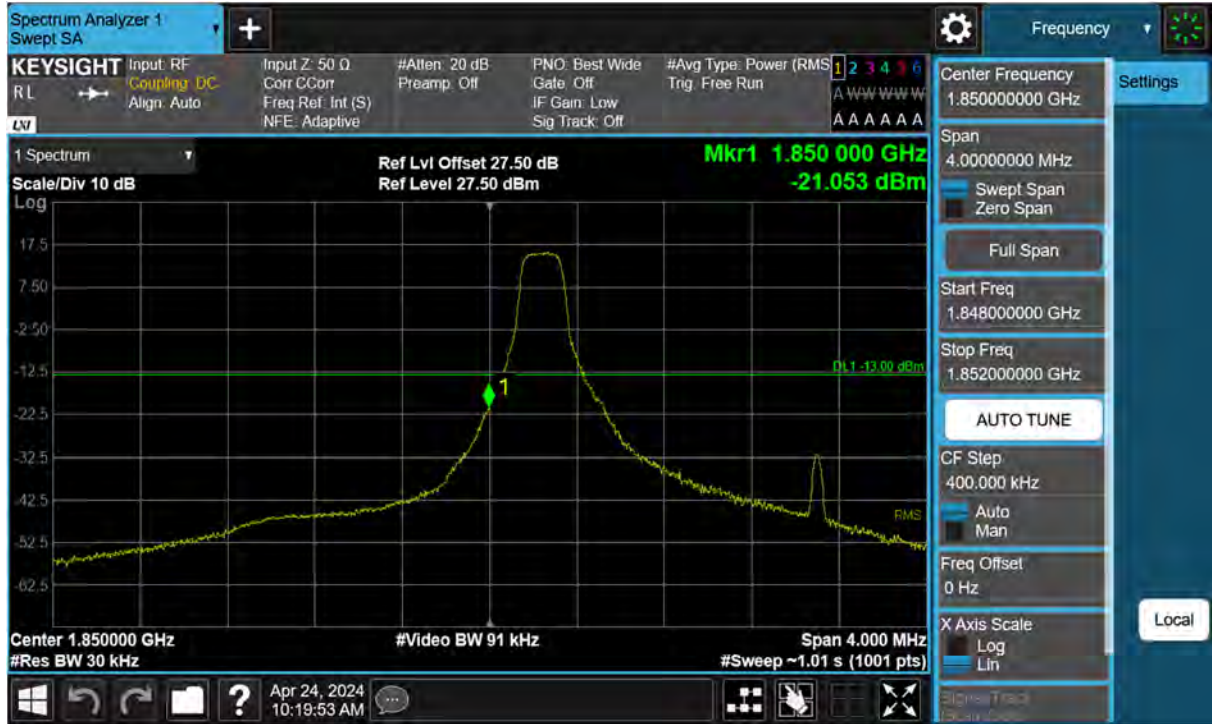 Spectrum Analyzer 1
Swept SA
+
Frequency
KEYSIGHT
RL
LXI
Input: RF
Coupling: DC
Align: Auto
Input Z: 50 Ω
Corr CCorr
Freq Ref: Int (S)
NFE: Adaptive
#Atten: 20 dB
Preamp: Off
PNO: Best Wide
Gate: Off
IF Gain: Low
Sig Track: Off
#Avg Type: Power (RMS
Trig: Free Run
1 2 3 4 5 6
A W W W W W
A A A A A A
1 Spectrum
Scale/Div 10 dB
Log
Ref Lvl Offset 27.50 dB
Ref Level 27.50 dBm
Mkr1 1.850 000 GHz
-21.053 dBm
17.5
7.50
-2.50
-12.5
-22.5
-32.5
-42.5
-52.5
-62.5
DL1 -13.00 dBm
1
RMS
Center 1.850000 GHz
#Res BW 30 kHz
#Video BW 91 kHz
Span 4.000 MHz
#Sweep ~1.01 s (1001 pts)
Apr 24, 2024
10:19:53 AM
?
Center Frequency
1.850000000 GHz
Settings
Span
4.00000000 MHz
Swept Span
Zero Span
Full Span
Start Freq
1.848000000 GHz
Stop Freq
1.852000000 GHz
AUTO TUNE
CF Step
400.000 kHz
Auto
Man
Freq Offset
0 Hz
X Axis Scale
Log
Lin
Local
Signal Track